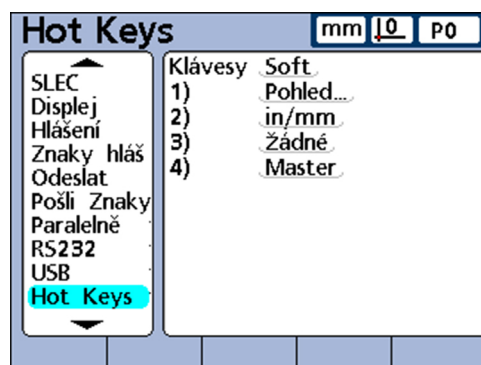 Hot Keys
mm 0 P0
SLEC
Displej
Hlášení
Znaky hláš
Odeslat
Pošli Znaky
Paralelně
RS232
USB
Hot Keys
Klávesy Soft
1) Pohled...
2) in/mm
3) Žádné
4) Master